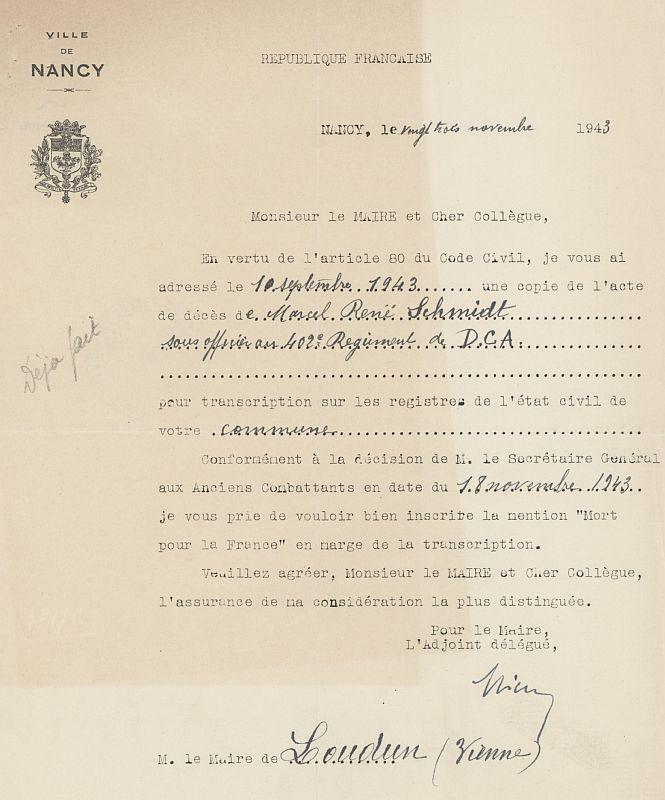 VILLE
DE
NANCY
REPUBLIQUE FRANCAISE
NANCY, le vingt trois novembre 1943
Monsieur le MAIRE et Cher Collègue,
En vertu de l'article 80 du Code Civil, je vous ai
adressé le 10 septembre 1943....... une copie de l'acte
de décès de Marcel René Schmidt
sous officier au 402e Regiment de D.C.A.
Déja fait
pour transcription sur les registres de l'état civil de
votre commune
Conformément à la décision de M. le Secrétaire Général
aux Anciens Combattants en date du 18 novembre 1943..
je vous prie de vouloir bien inscrite la mention "Mort
pour la France" en marge de la transcription.
Veuillez agréer, Monsieur le MAIRE et Cher Collègue,
l'assurance de ma considération la plus distinguée.
Pour le Maire,
L'Adjoint délégué,
M. le Maire de Loudun (Vienne)